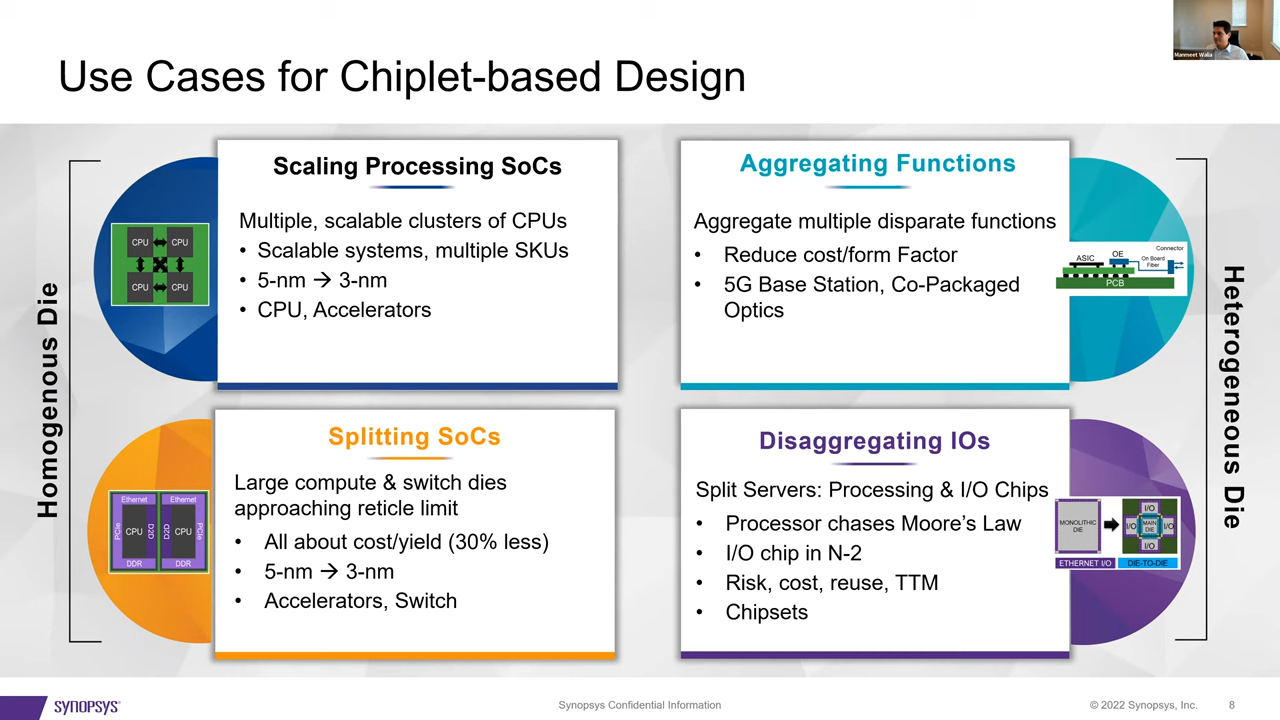 Manmeet Walia
Use Cases for Chiplet-based Design
Homogenous Die
CPU CPU
CPU CPU
Scaling Processing SoCs
Multiple, scalable clusters of CPUs
• Scalable systems, multiple SKUs
• 5-nm → 3-nm
• CPU, Accelerators
Aggregating Functions
Aggregate multiple disparate functions
• Reduce cost/form Factor
• 5G Base Station, Co-Packaged
Optics
Connector
ASIC OE On Board
Fiber
PCB
Heterogeneous Die
Ethernet Ethernet
PCIe CPU D2D D2D CPU PCIe
DDR DDR
Splitting SoCs
Large compute & switch dies
approaching reticle limit
• All about cost/yield (30% less)
• 5-nm → 3-nm
• Accelerators, Switch
Disaggregating IOs
Split Servers: Processing & I/O Chips
• Processor chases Moore's Law
• I/O chip in N-2
• Risk, cost, reuse, TTM
• Chipsets
MONOLITHIC
DIE
I/O
I/O MAIN
DIE I/O
I/O
ETHERNET I/O DIE-TO-DIE
SYNOPSYS®
Synopsys Confidential Information
© 2022 Synopsys, Inc. 8